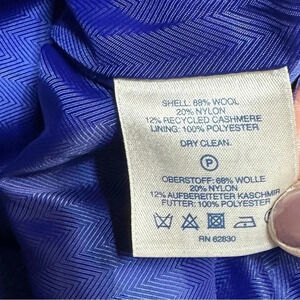 SHELL: 68% WOOL
20% NYLON
12% RECYCLED CASHMERE
LINING: 100% POLYESTER
DRY CLEAN.
P
OBERSTOFF: 68% WOLLE
20% NYLON
12% AUFBEREITETER KASCHMIR
FUTTER: 100% POLYESTER
RN 62830